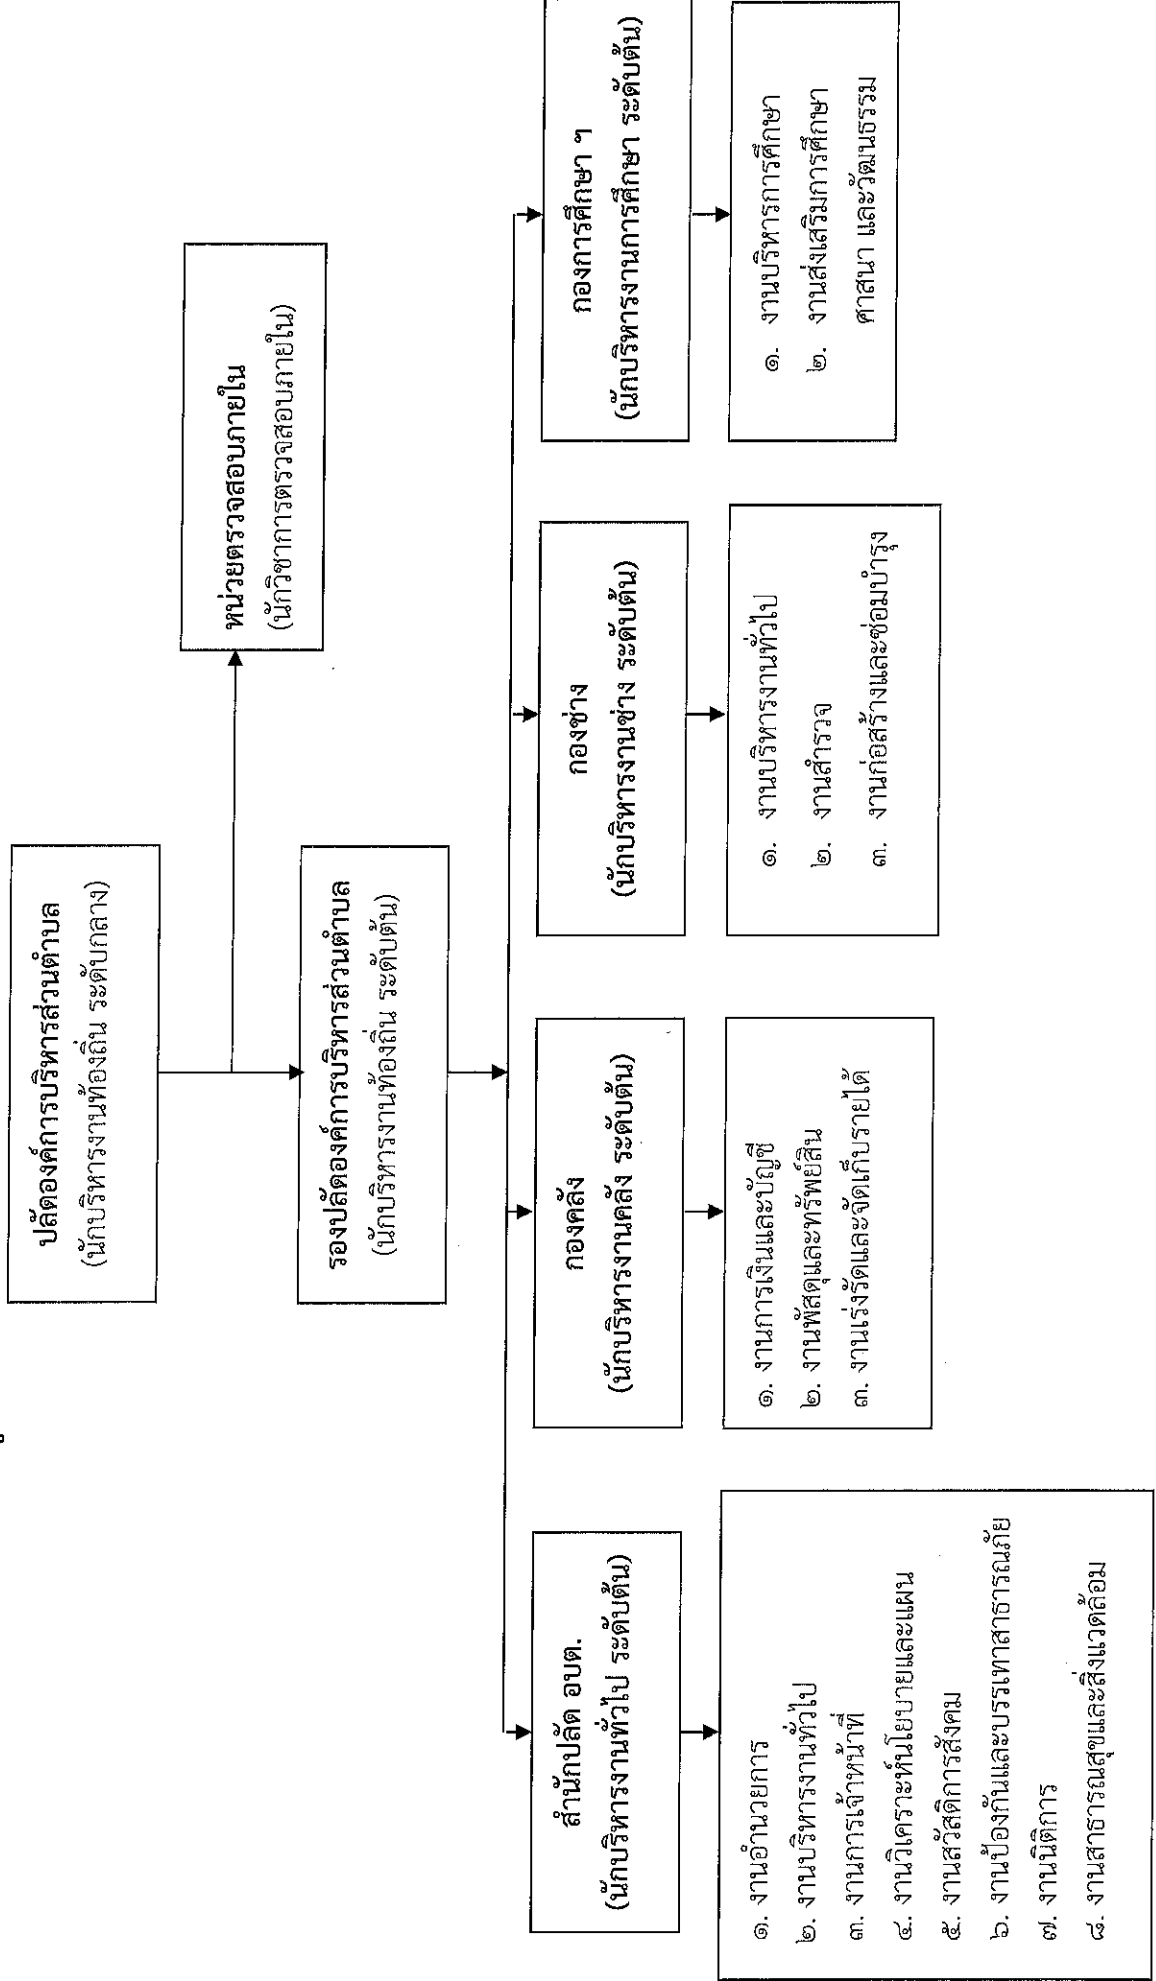 ปลัดองค์การบริหารส่วนตำบล
(นักบริหารงานท้องถิ่น ระดับกลาง)
หน่วยตรวจสอบภายใน
(นักวิชาการตรวจสอบภายใน)
รองปลัดองค์การบริหารส่วนตำบล
(นักบริหารงานท้องถิ่น ระดับต้น)
สำนักปลัด อบต.
(นักบริหารงานทั่วไป ระดับต้น)
กองคลัง
(นักบริหารงานคลัง ระดับต้น)
กองช่าง
(นักบริหารงานช่าง ระดับต้น)
กองการศึกษา ฯ
(นักบริหารงานการศึกษา ระดับต้น)
๑. งานอำนวยการ
๒. งานบริหารงานทั่วไป
๓. งานการเจ้าหน้าที่
๔. งานวิเคราะห์นโยบายและแผน
๕. งานสวัสดิการสังคม
๖. งานป้องกันและบรรเทาสาธารณภัย
๗. งานนิติการ
๘. งานสาธารณสุขและสิ่งแวดล้อม
๑. งานการเงินและบัญชี
๒. งานพัสดุและทรัพย์สิน
๓. งานเร่งรัดและจัดเก็บรายได้
๑. งานบริหารงานทั่วไป
๒. งานสำรวจ
๓. งานก่อสร้างและซ่อมบำรุง
๑. งานบริหารการศึกษา
๒. งานส่งเสริมการศึกษา
ศาสนา และวัฒนธรรม